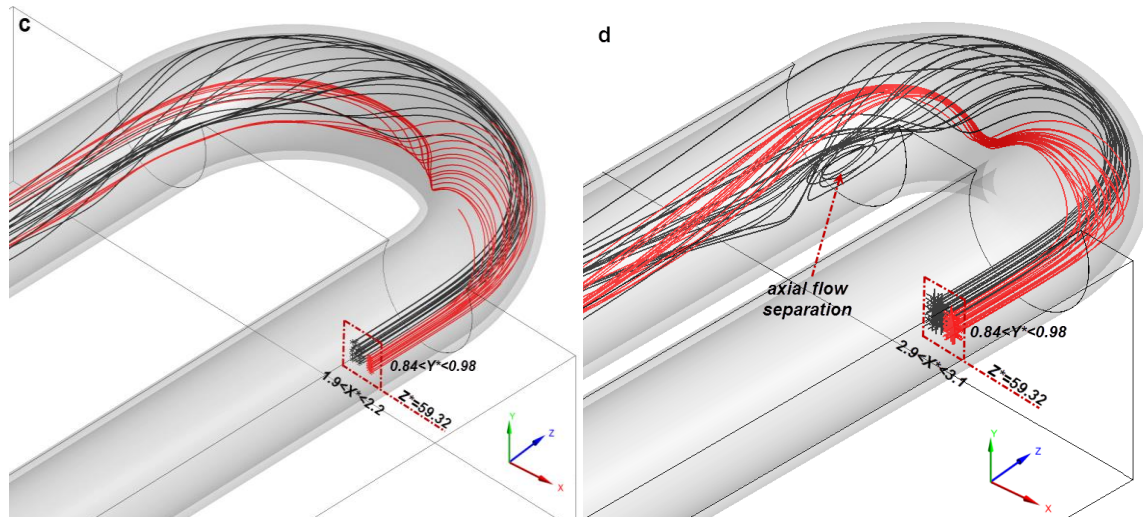 c
0.84<Y*<0.98
1.9<X*<2.2
Z*=59.32
Y
Z
X
d
axial flow
separation
0.84<Y*<0.98
2.9<X*<3.1
Z*=59.32
Y
Z
X